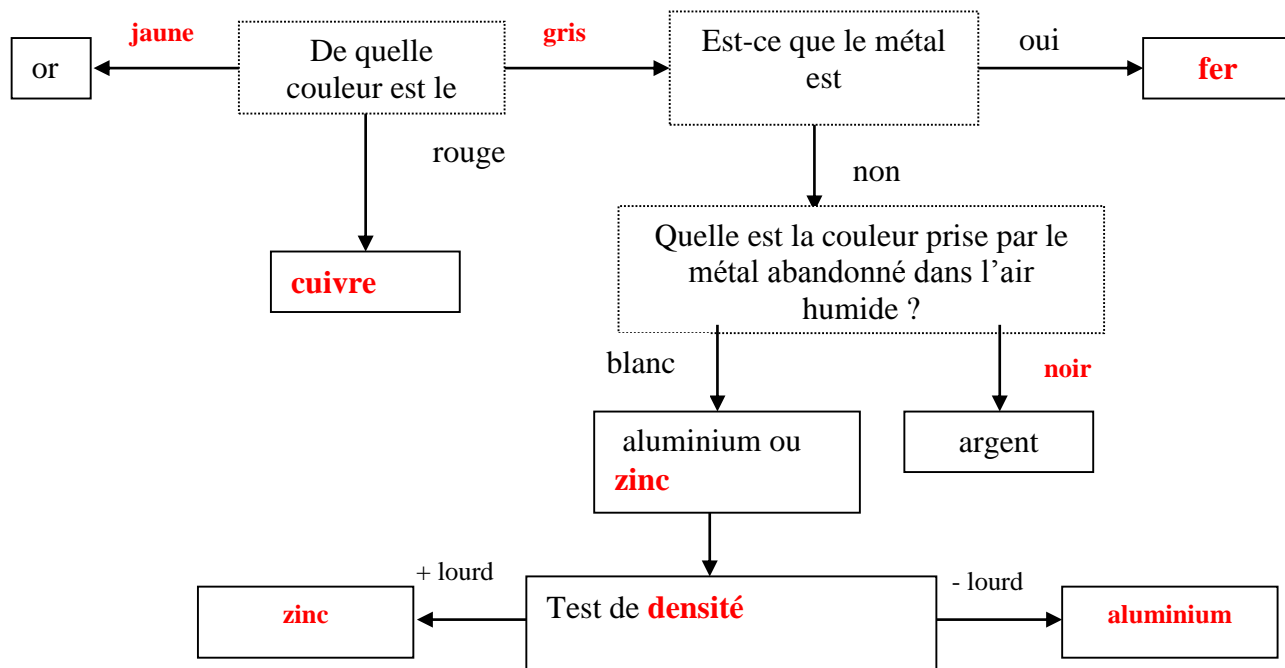 jaune
De quelle
couleur est le
gris
Est-ce que le métal
est
oui
or
fer
rouge
non
cuivre
Quelle est la couleur prise par le
métal abandonné dans l’air
humide ?
blanc
noir
aluminium ou
zinc
argent
+ lourd
- lourd
zinc
Test de densité
aluminium